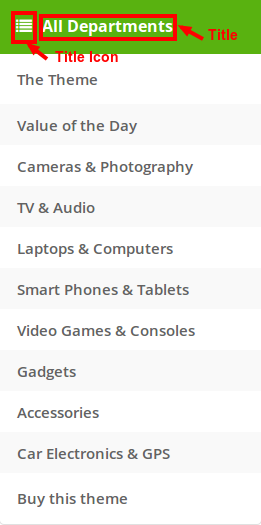 All Departments
Title
Title Icon
The Theme
Value of the Day
Cameras & Photography
TV & Audio
Laptops & Computers
Smart Phones & Tablets
Video Games & Consoles
Gadgets
Accessories
Car Electronics & GPS
Buy this theme